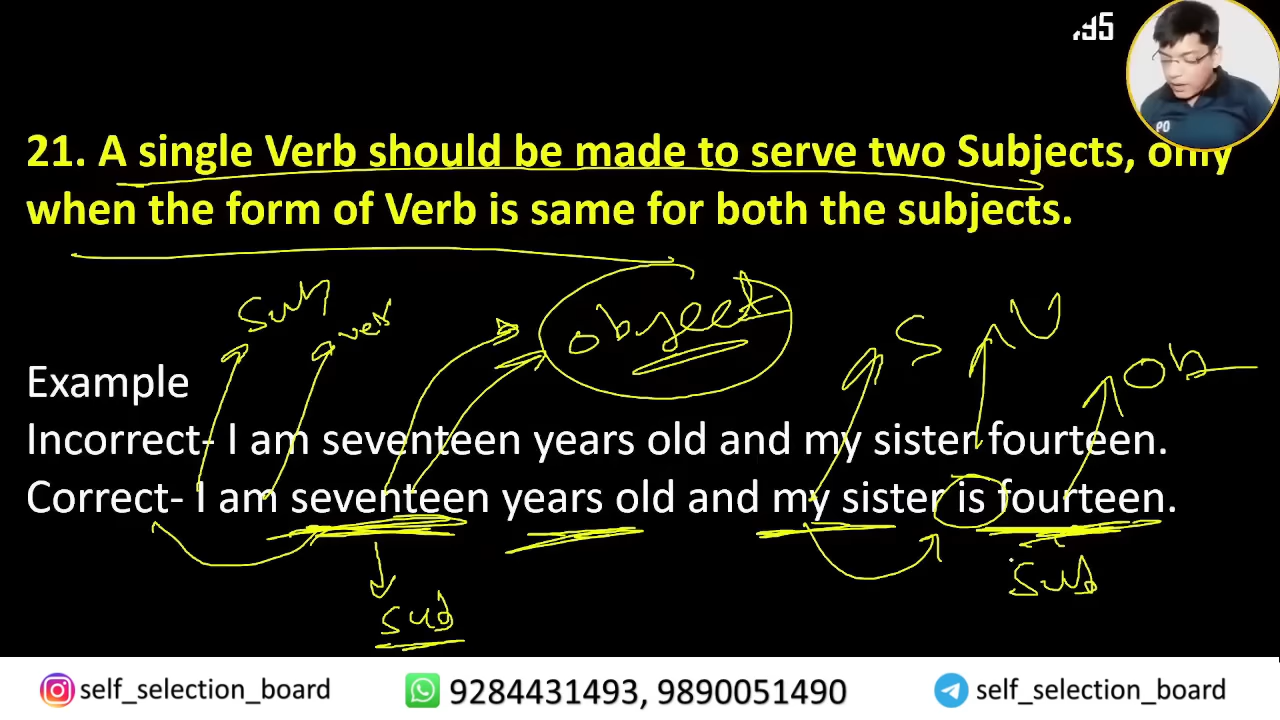 21. A single Verb should be made to serve two Subjects, only
when the form of Verb is same for both the subjects.
Sub
object
S
V
Ob
Example
Incorrect- I am seventeen years old and my sister fourteen.
Correct- I am seventeen years old and my sister is fourteen.
Sub
Sub
self_selection_board
9284431493, 9890051490
self_selection_board